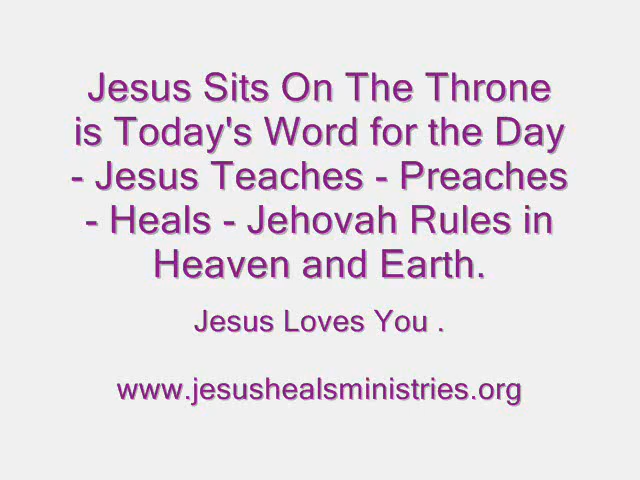 Jesus Sits On The Throne
is Today's Word for the Day
- Jesus Teaches - Preaches
- Heals - Jehovah Rules in
Heaven and Earth.
Jesus Loves You .
www.jesushealsministries.org